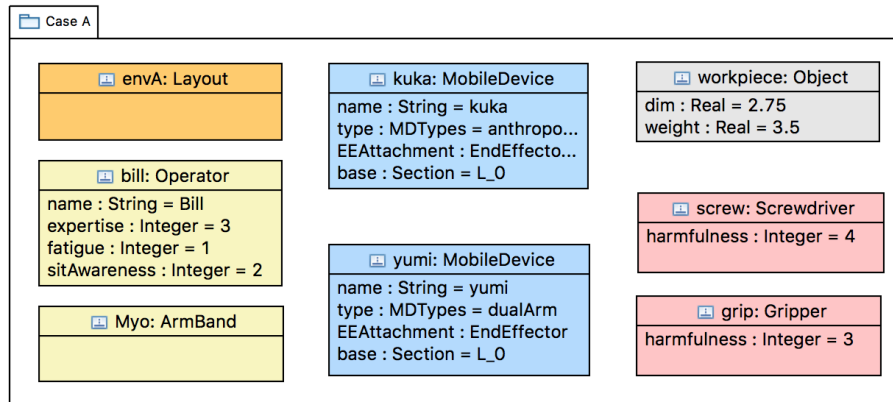 Case A
envA: Layout
bill: Operator
name : String = Bill
expertise : Integer = 3
fatigue : Integer = 1
sitAwareness : Integer = 2
Myo: ArmBand
kuka: MobileDevice
name : String = kuka
type : MDTypes = anthropo...
EEAttachment : EndEffecto...
base : Section = L_0
yumi: MobileDevice
name : String = yumi
type : MDTypes = dualArm
EEAttachment : EndEffector
base : Section = L_0
workpiece: Object
dim : Real = 2.75
weight : Real = 3.5
screw: Screwdriver
harmfulness : Integer = 4
grip: Gripper
harmfulness : Integer = 3